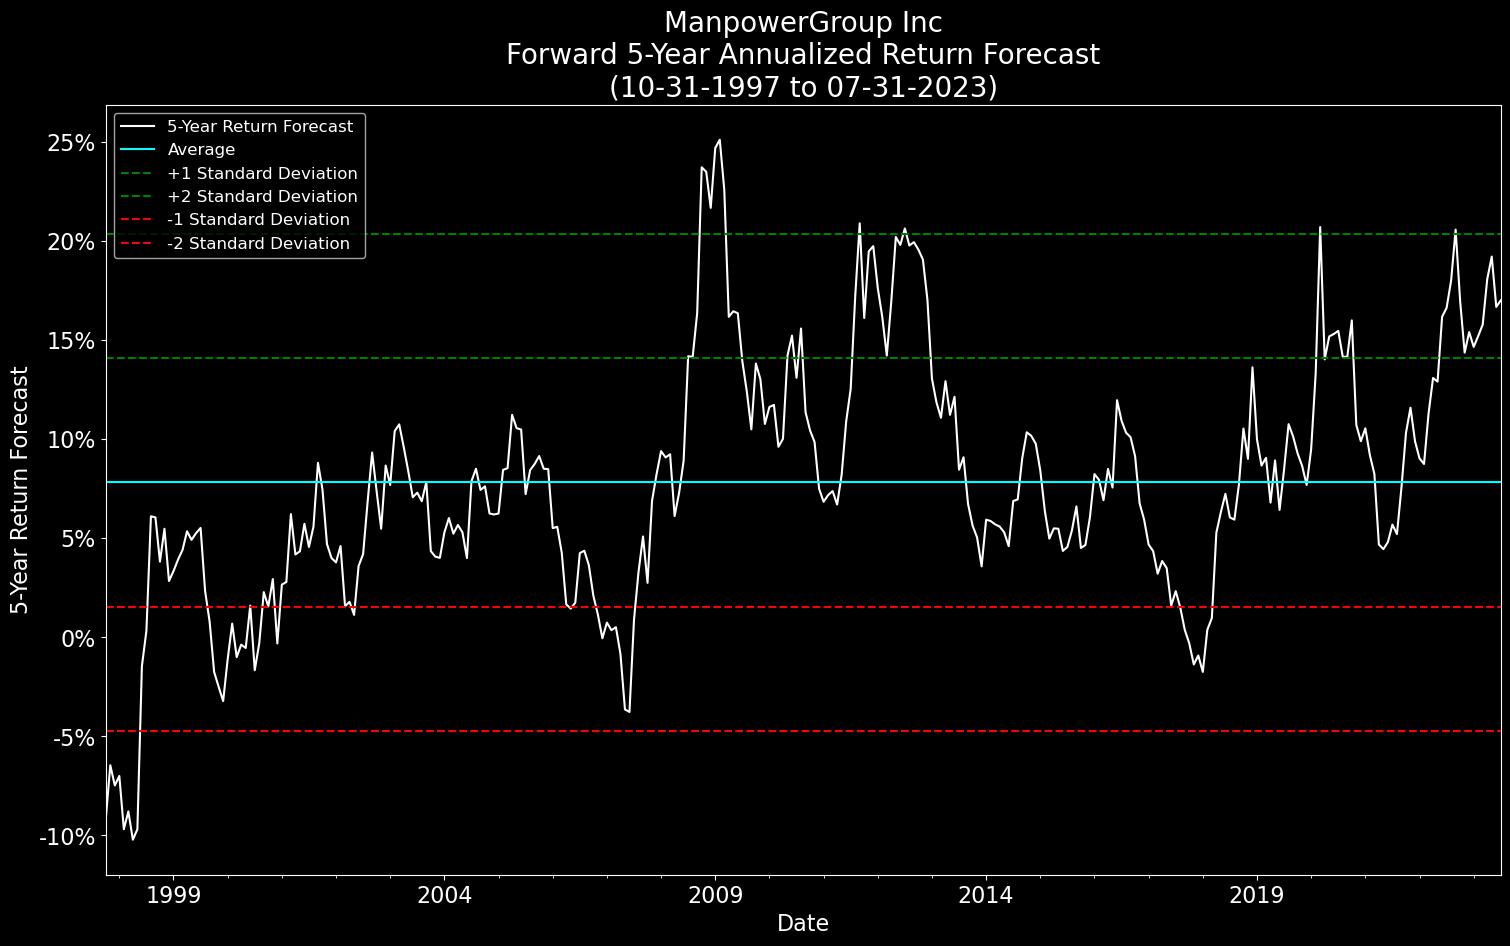 ManpowerGroup Inc
Forward 5-Year Annualized Return Forecast
(10-31-1997 to 07-31-2023)
5-Year Return Forecast
Average
+1 Standard Deviation
+2 Standard Deviation
-1 Standard Deviation
-2 Standard Deviation
25%
20%
15%
10%
5%
0%
-5%
-10%
5-Year Return Forecast
1999 2004 2009 2014 2019
Date